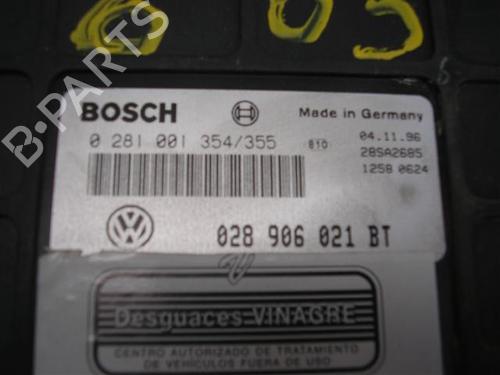 BOSCH
Made in Germany
0 281 001 354/355
810
04.11.96
28SA2685
1258 0624
028 906 021 BT
Desguaces VINAGRE
CENTRO AUTORIZADO DE TRATAMIENTO
DE VEHÍCULOS FUERA DE USO
B-PARTS